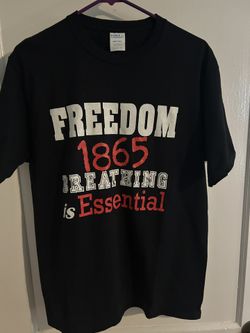 FREEDOM
1865
BREATHING
is Essential